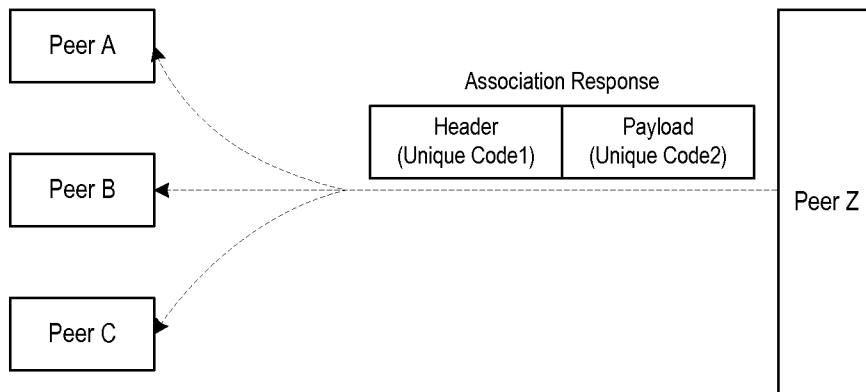 Peer A
Association Response
Header
(Unique Code1)
Payload
(Unique Code2)
Peer B
Peer Z
Peer C